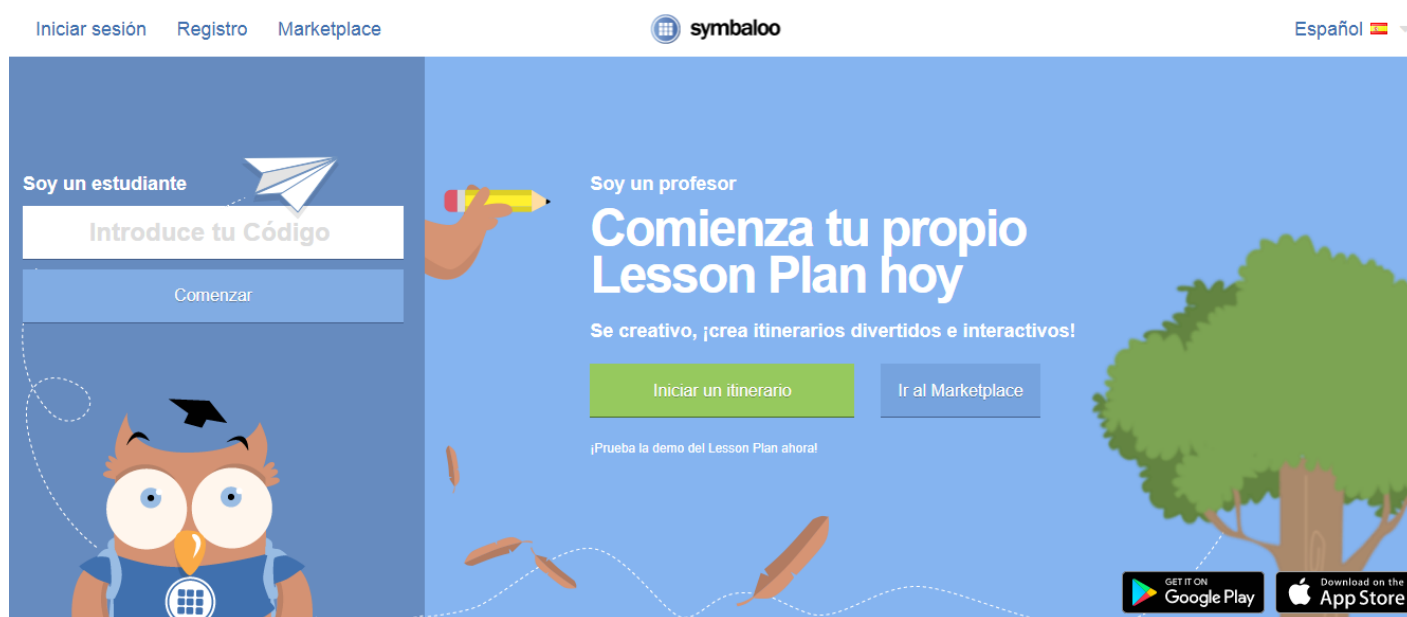 Iniciar sesión Registro Marketplace
symbaloo
Español
Soy un estudiante
Introduce tu Código
Comenzar
Soy un profesor
Comienza tu propio
Lesson Plan hoy
Se creativo, ¡crea itinerarios divertidos e interactivos!
Iniciar un itinerario
Ir al Marketplace
¡Prueba la demo del Lesson Plan ahora!
GET IT ON
Google Play
Download on the
App Store